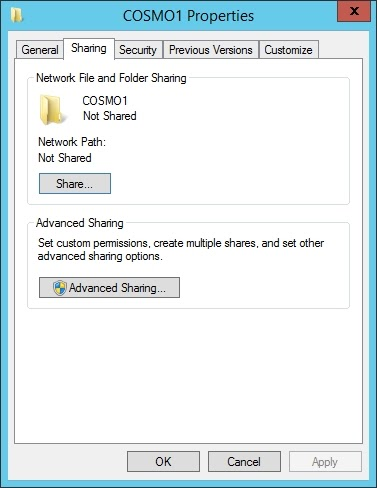 COSMO1 Properties
x
General
Sharing
Security
Previous Versions
Customize
Network File and Folder Sharing
COSMO1
Not Shared
Network Path:
Not Shared
Share...
Advanced Sharing
Set custom permissions, create multiple shares, and set other
advanced sharing options.
Advanced Sharing...
OK
Cancel
Apply